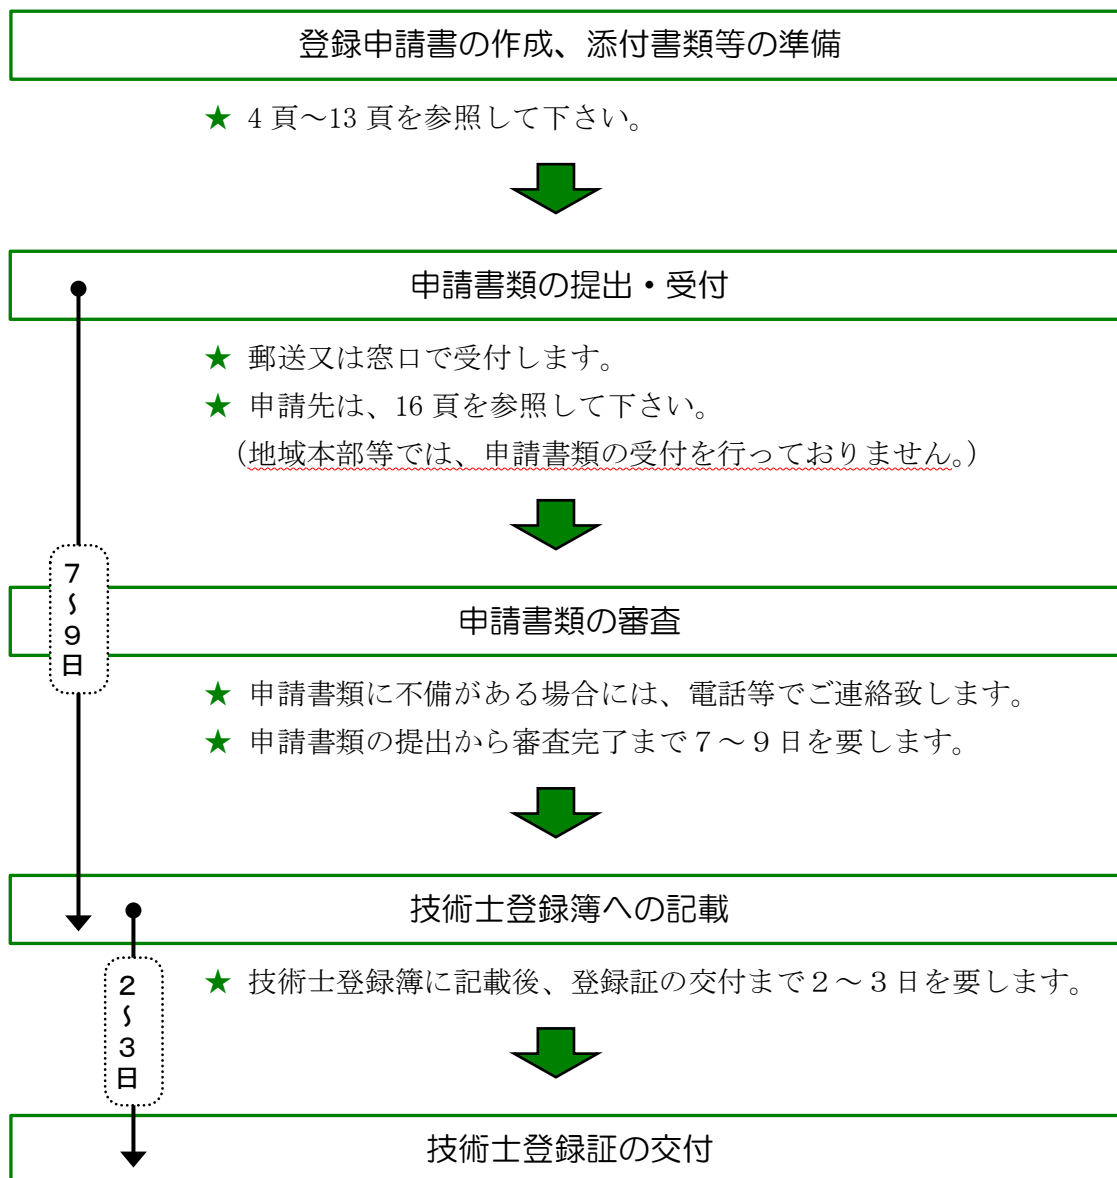 登録申請書の作成、添付書類等の準備
★ 4 頁～13 頁を参照して下さい。
申請書類の提出・受付
★ 郵送又は窓口で受付します。
★ 申請先は、16 頁を参照して下さい。
（地域本部等では、申請書類の受付を行っておりません。）
7～9日
申請書類の審査
★ 申請書類に不備がある場合には、電話等でご連絡致します。
★ 申請書類の提出から審査完了まで７～９日を要します。
技術士登録簿への記載
2～3日
★ 技術士登録簿に記載後、登録証の交付まで２～３日を要します。
技術士登録証の交付